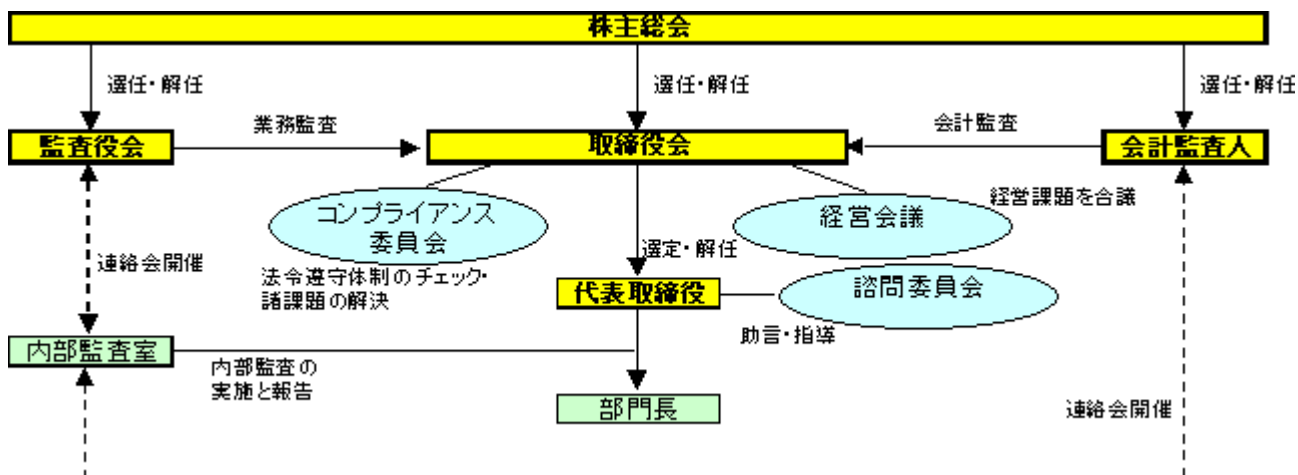 株主総会
選任・解任
選任・解任
選任・解任
監査役会
業務監査
取締役会
会計監査
会計監査人
コンプライアンス
委員会
経営会議
経営課題を合議
連絡会開催
法令遵守体制のチェック・
諸課題の解決
選定・解任
代表取締役
諮問委員会
助言・指導
内部監査室
内部監査の
実施と報告
部門長
連絡会開催